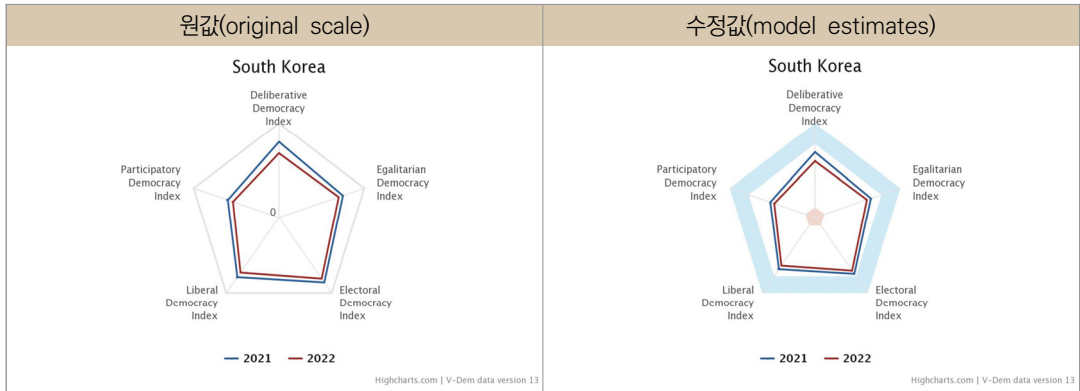 원값(original scale)
South Korea
Deliberative
Democracy
Index
Participatory
Democracy
Index
Egalitarian
Democracy
Index
0
Liberal
Democracy
Index
Electoral
Democracy
Index
2021 2022
Highcharts.com | V-Dem data version 13
수정값(model estimates)
South Korea
Deliberative
Democracy
Index
Participatory
Democracy
Index
Egalitarian
Democracy
Index
Liberal
Democracy
Index
Electoral
Democracy
Index
2021 2022
Highcharts.com | V-Dem data version 13